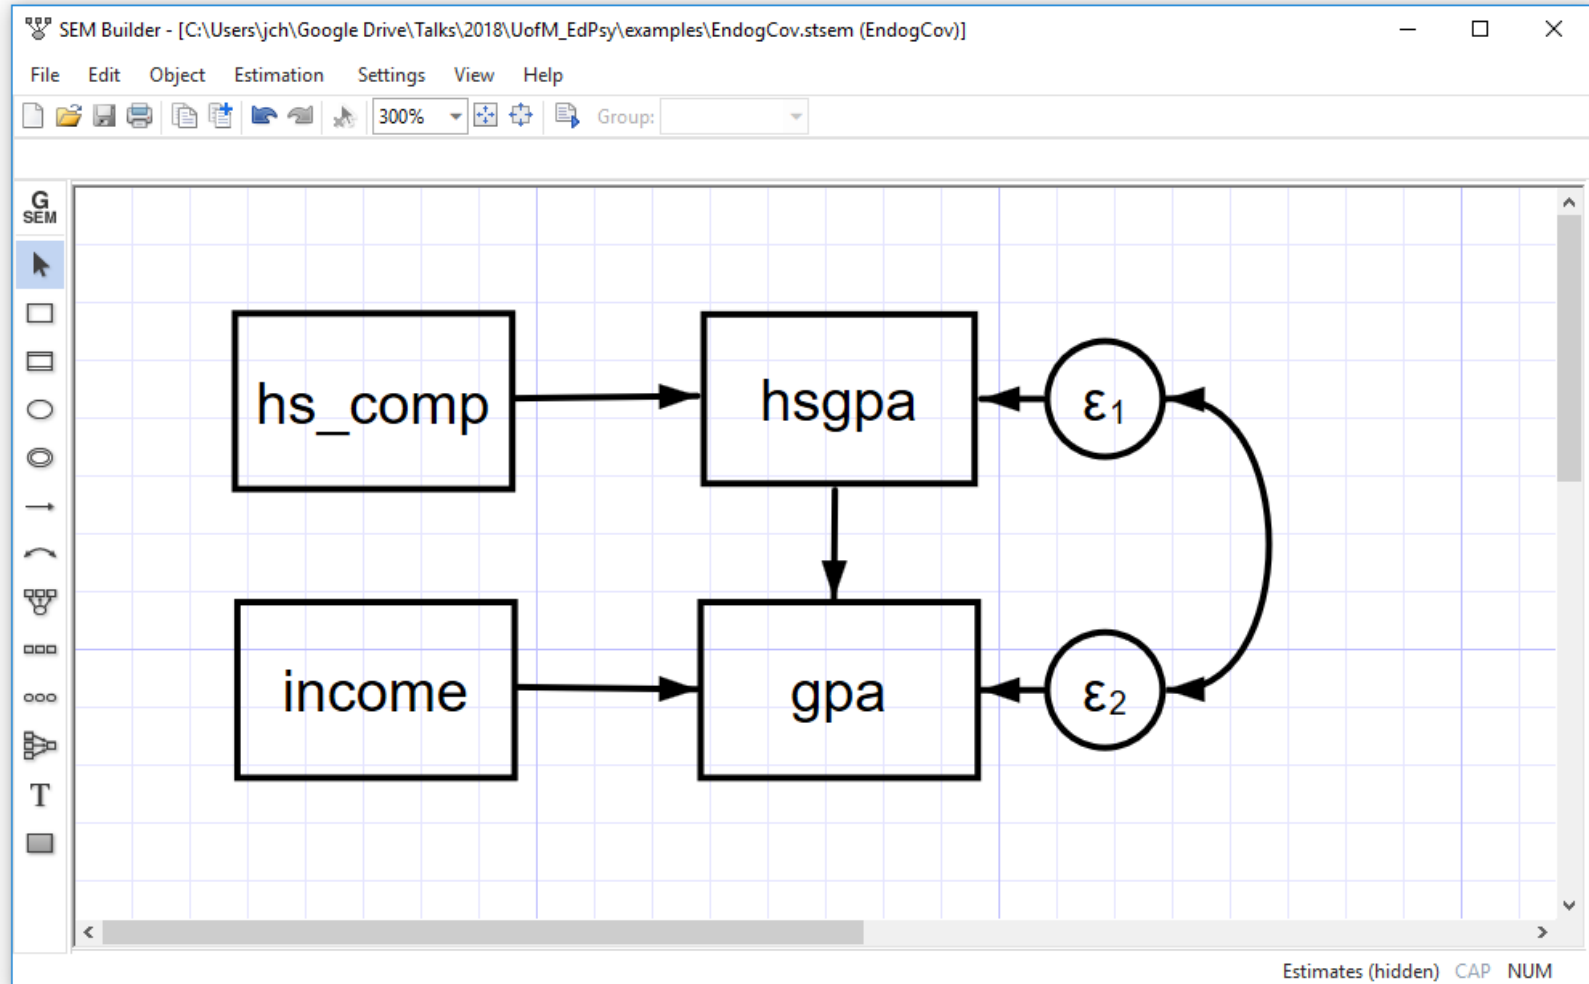 SEM Builder - [C:\Users\jch\Google Drive\Talks\2018\UofM_EdPsy\examples\EndogCov.stsem (EndogCov)]
File Edit Object Estimation Settings View Help
300% Group:
G
SEM
T
hs_comp hsgpa ε1
income gpa ε2
Estimates (hidden) CAP NUM